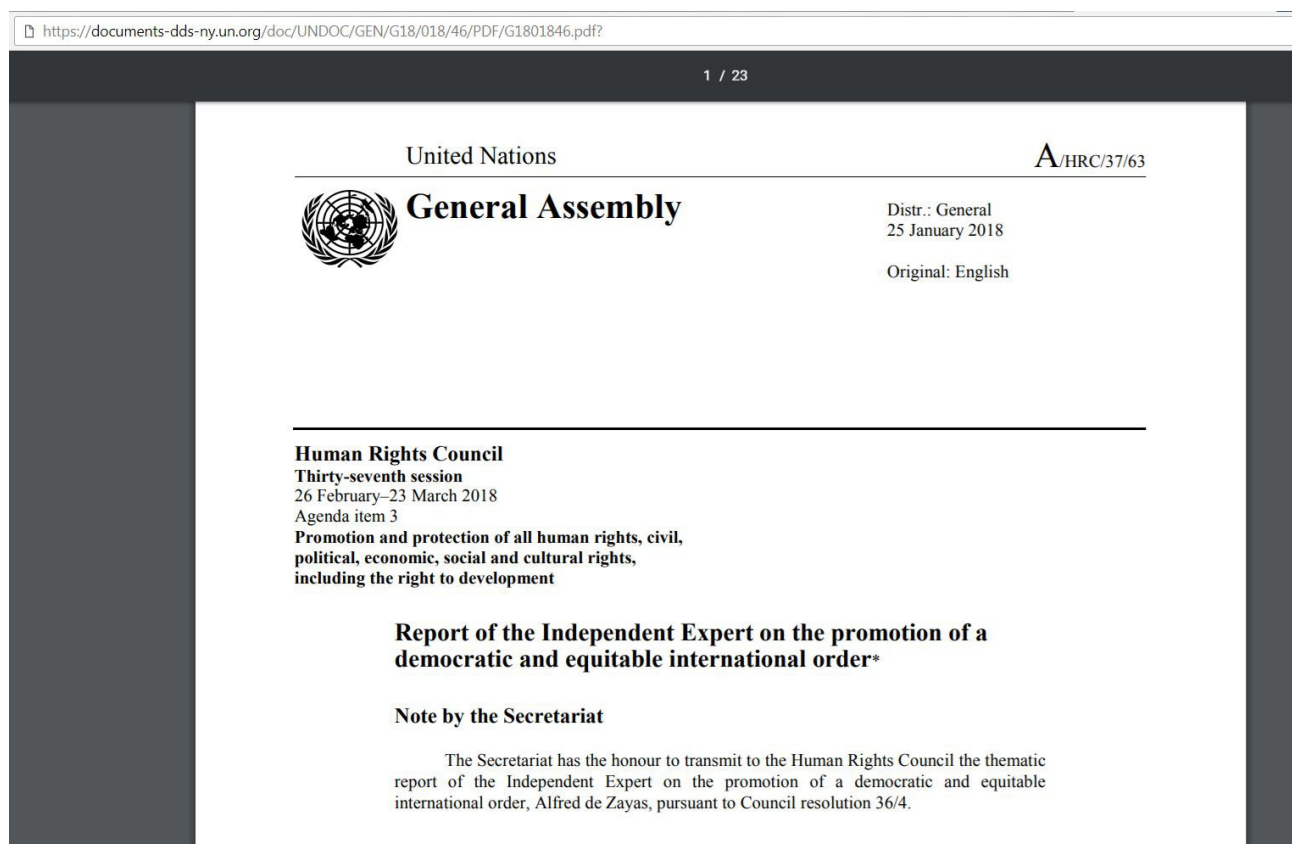 https://documents-dds-ny.un.org/doc/UNDOC/GEN/G18/018/46/PDF/G1801846.pdf?
1 / 23
United Nations
A/HRC/37/63
General Assembly
Distr.: General
25 January 2018
Original: English
Human Rights Council
Thirty-seventh session
26 February–23 March 2018
Agenda item 3
Promotion and protection of all human rights, civil,
political, economic, social and cultural rights,
including the right to development
Report of the Independent Expert on the promotion of a
democratic and equitable international order*
Note by the Secretariat
The Secretariat has the honour to transmit to the Human Rights Council the thematic
report of the Independent Expert on the promotion of a democratic and equitable
international order, Alfred de Zayas, pursuant to Council resolution 36/4.